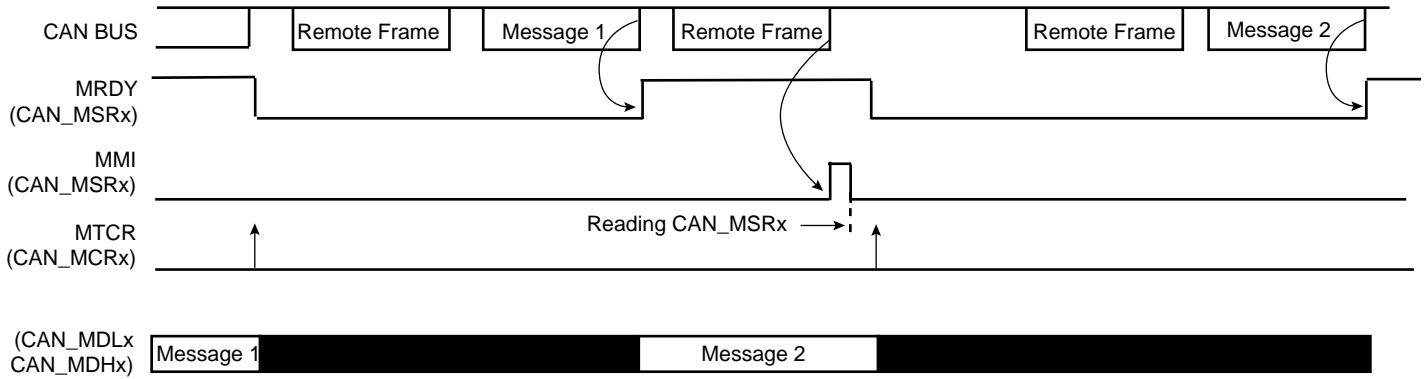 CAN BUS
Remote Frame
Message 1
Remote Frame
Remote Frame
Message 2
MRDY
(CAN_MSRx)
MMI
(CAN_MSRx)
Reading CAN_MSRx
MTCR
(CAN_MCRx)
(CAN_MDLx
CAN_MDHx)
Message 1
Message 2